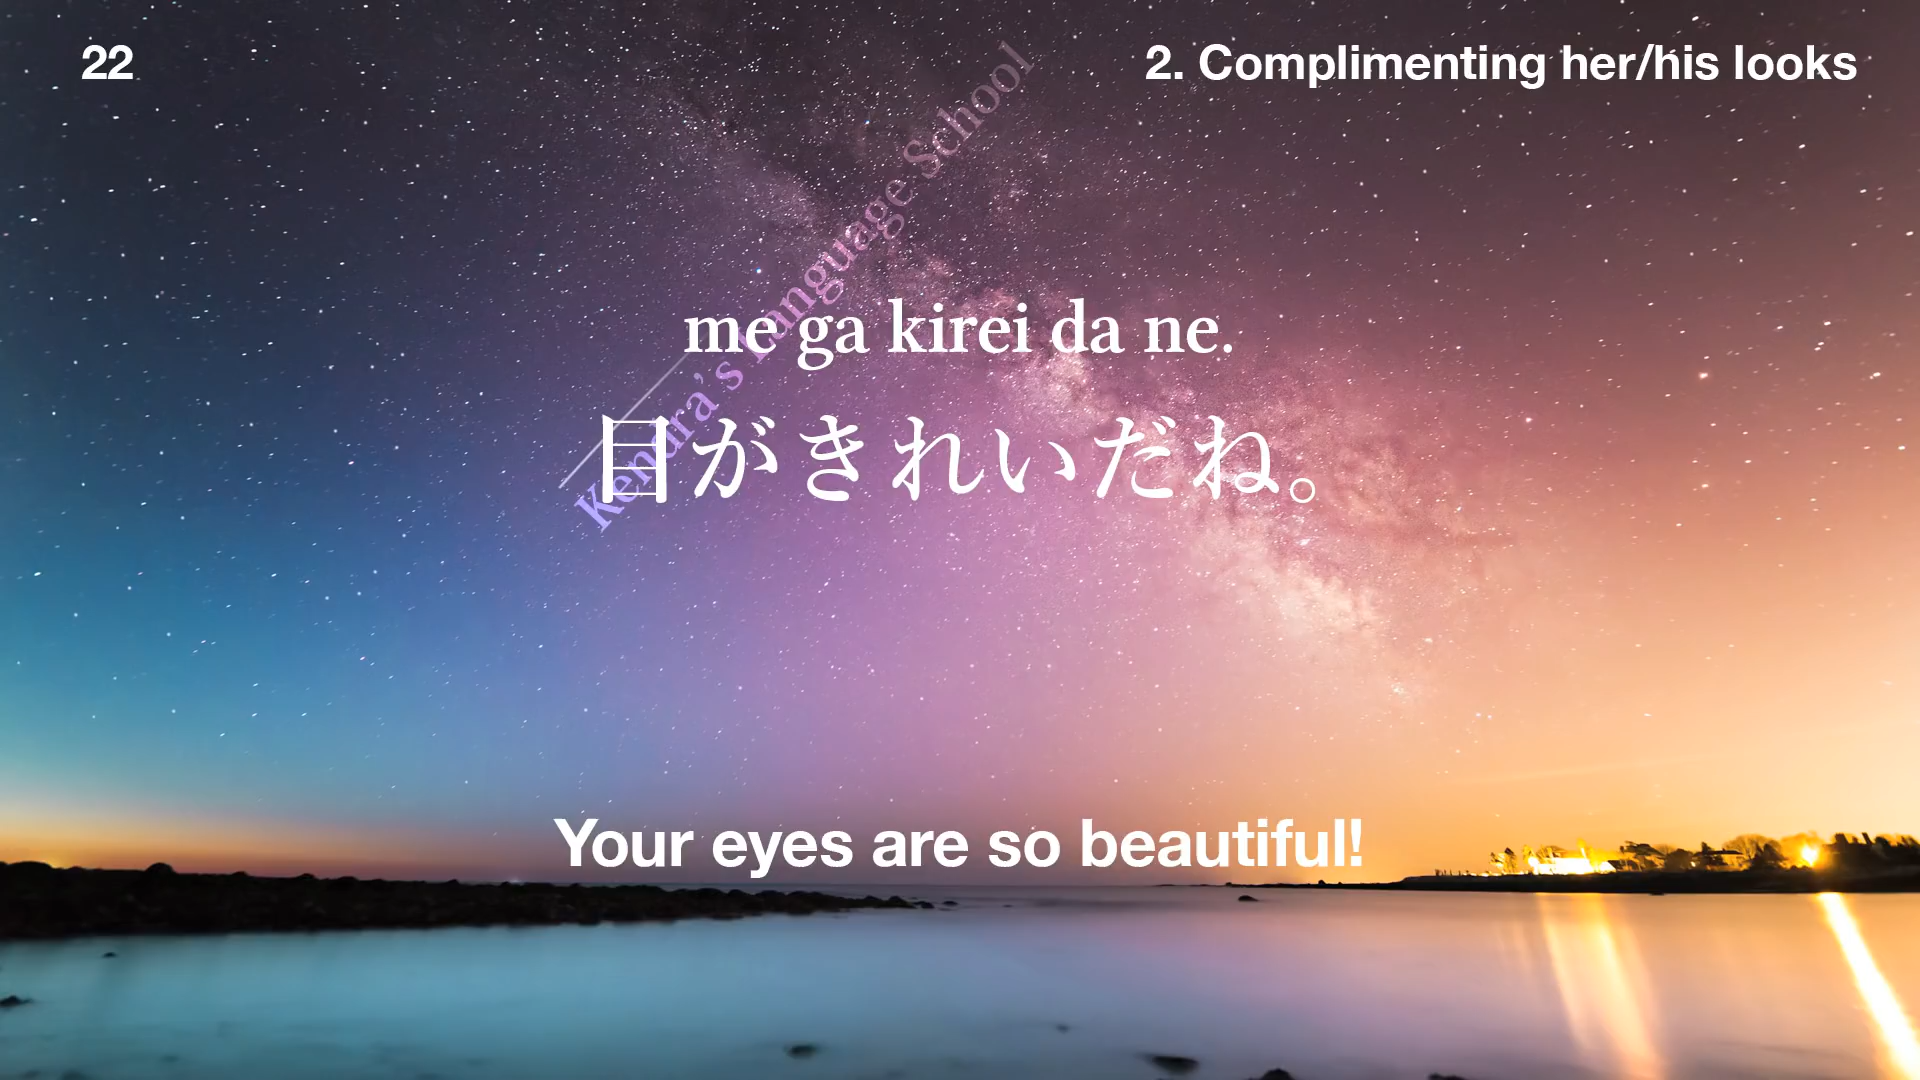 22
2. Complimenting her/his looks
Kendra's Language School
me ga kirei da ne.
目がきれいだね。
Your eyes are so beautiful!